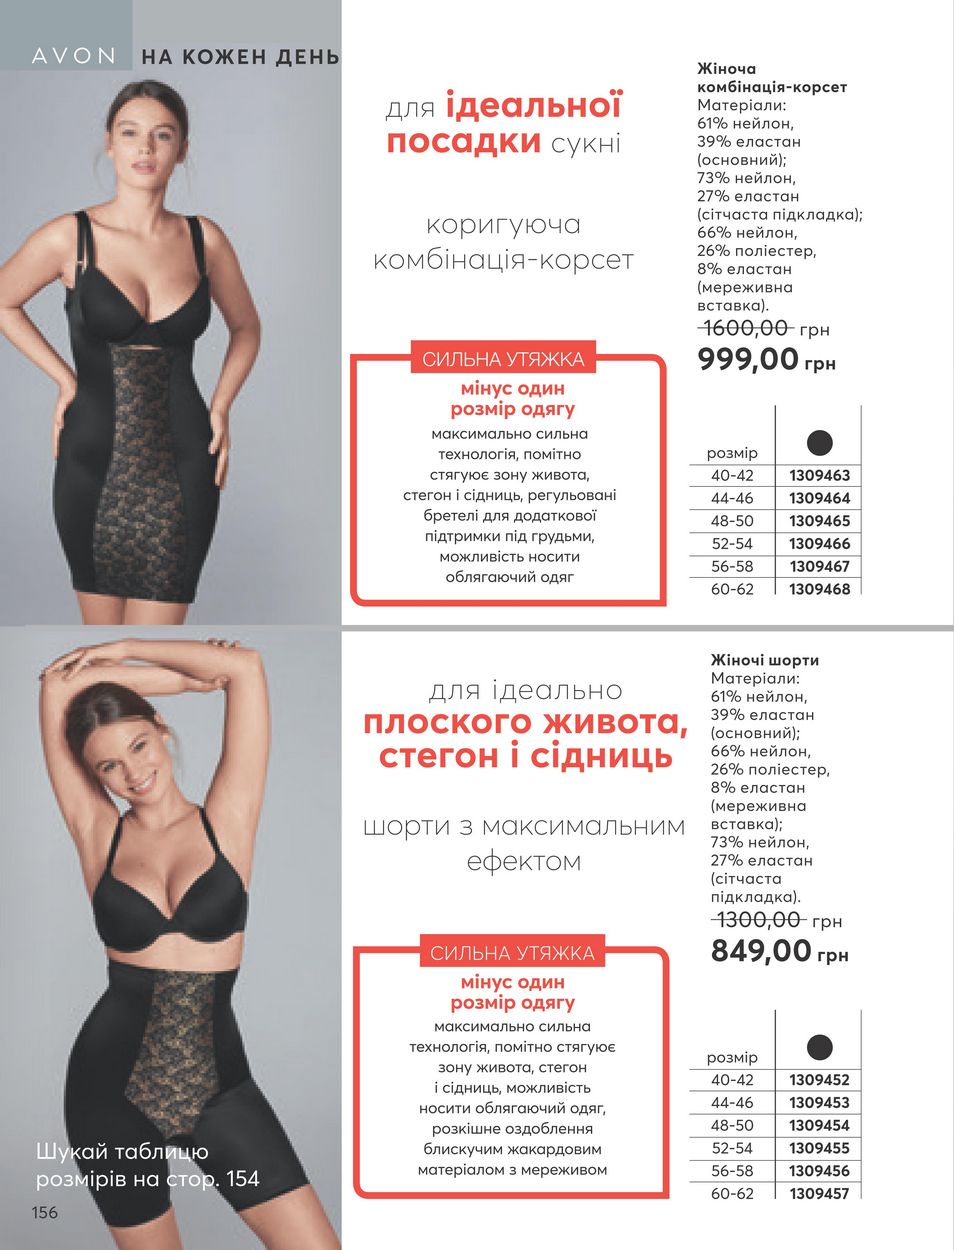 AVON НА КОЖЕН ДЕНЬ
для ідеальної
посадки сукні
коригуюча
комбінація-корсет
СИЛЬНА УТЯЖКА
мінус один
розмір одягу
максимально сильна
технологія, помітно
стягуює зону живота,
стегон і сідниць, регульовані
бретелі для додаткової
підтримки під грудьми,
можливість носити
облягаючий одяг
Жіноча
комбінація-корсет
Матеріали:
61% нейлон,
39% еластан
(основний);
73% нейлон,
27% еластан
(сітчаста підкладка);
66% нейлон,
26% поліестер,
8% еластан
(мереживна
вставка).
1600,00 грн
999,00 грн
розмір
40-42 1309463
44-46 1309464
48-50 1309465
52-54 1309466
56-58 1309467
60-62 1309468
для ідеально
плоского живота,
стегон і сідниць
шорти з максимальним
ефектом
СИЛЬНА УТЯЖКА
мінус один
розмір одягу
максимально сильна
технологія, помітно стягуює
зону живота, стегон
і сідниць, можливість
носити облягаючий одяг,
розкішне оздоблення
блискучим жакардовим
матеріалом з мереживом
Жіночі шорти
Матеріали:
61% нейлон,
39% еластан
(основний);
66% нейлон,
26% поліестер,
8% еластан
(мереживна
вставка);
73% нейлон,
27% еластан
(сітчаста
підкладка).
1300,00 грн
849,00 грн
розмір
40-42 1309452
44-46 1309453
48-50 1309454
52-54 1309455
56-58 1309456
60-62 1309457
Шукай таблицю
розмірів на стор. 154
156